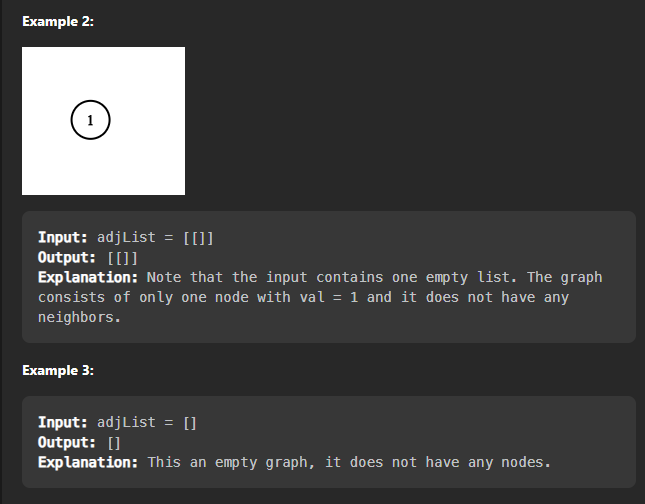 Example 2:
1
Input: adjList = [[]]
Output: [[]]
Explanation: Note that the input contains one empty list. The graph
consists of only one node with val = 1 and it does not have any
neighbors.
Example 3:
Input: adjList = []
Output: []
Explanation: This an empty graph, it does not have any nodes.